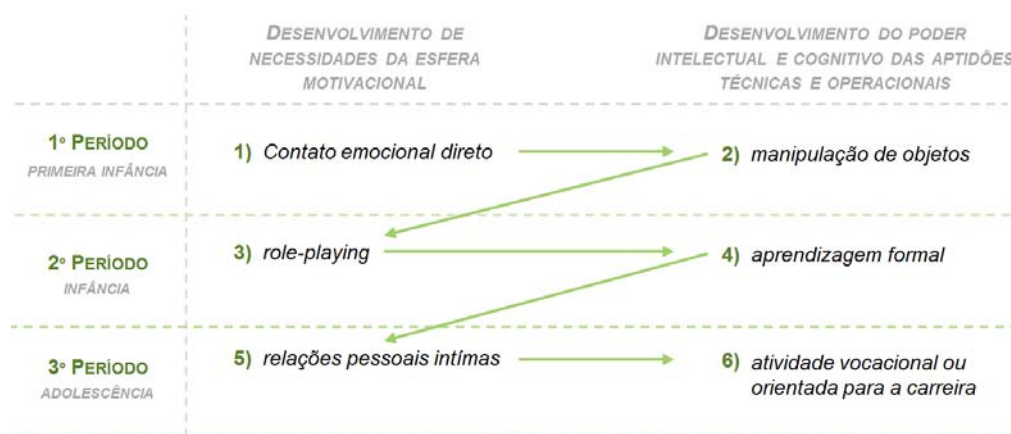 DESENVOLVIMENTO DE
NECESSIDADES DA ESFERA
MOTIVACIONAL
DESENVOLVIMENTO DO PODER
INTELECTUAL E COGNITIVO DAS APTIDÕES
TÉCNICAS E OPERACIONAIS
1º PERÍODO
PRIMEIRA INFÂNCIA
1) Contato emocional direto
2) manipulação de objetos
2º PERÍODO
INFÂNCIA
3) role-playing
4) aprendizagem formal
3º PERÍODO
ADOLESCÊNCIA
5) relações pessoais intímas
6) atividade vocacional ou
orientada para a carreira